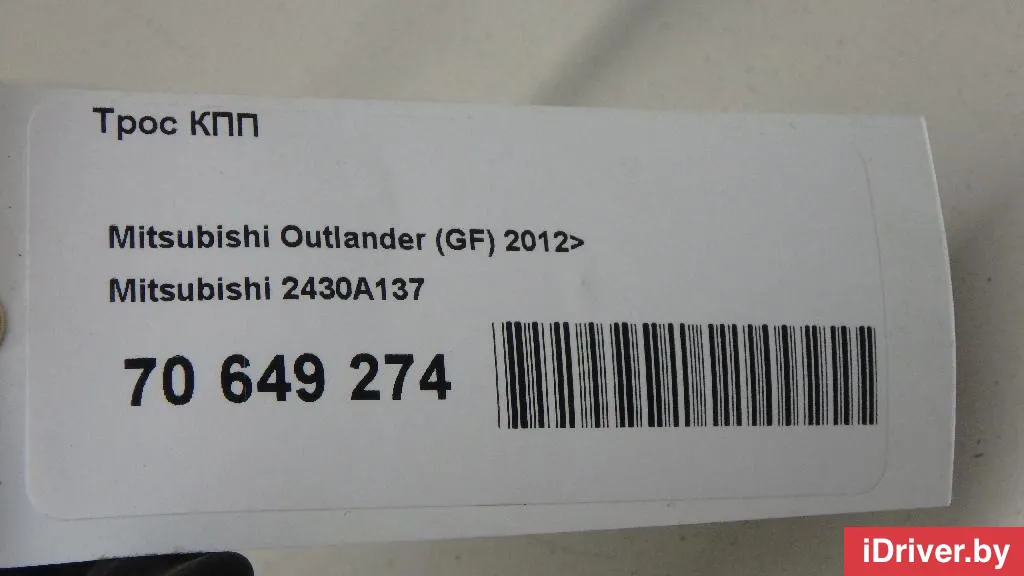 Трос КПП
Mitsubishi Outlander (GF) 2012>
Mitsubishi 2430A137
70 649 274
iDriver.by